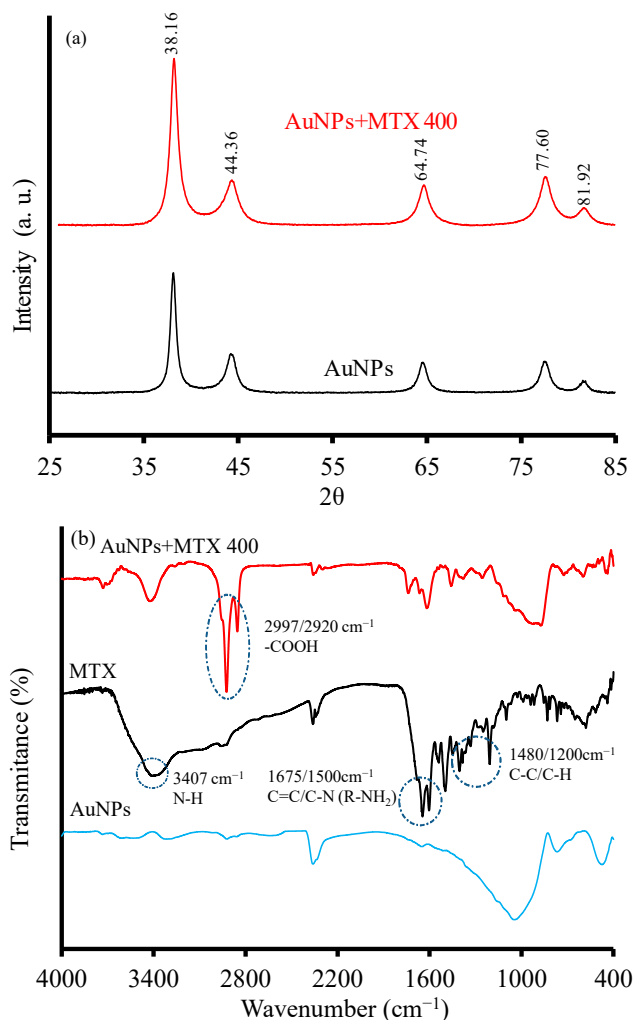 (a)
38.16
44.36
64.74
77.60
81.92
AuNPs+MTX 400
AuNPs
Intensity (a. u.)
25 35 45 55 65 75 85
2θ
(b)
AuNPs+MTX 400
2997/2920 cm⁻¹
-COOH
MTX
3407 cm⁻¹
N-H
1675/1500cm⁻¹
C=C/C-N (R-NH₂)
1480/1200cm⁻¹
C-C/C-H
AuNPs
Transmitance (%)
4000 3400 2800 2200 1600 1000 400
Wavenumber (cm⁻¹)